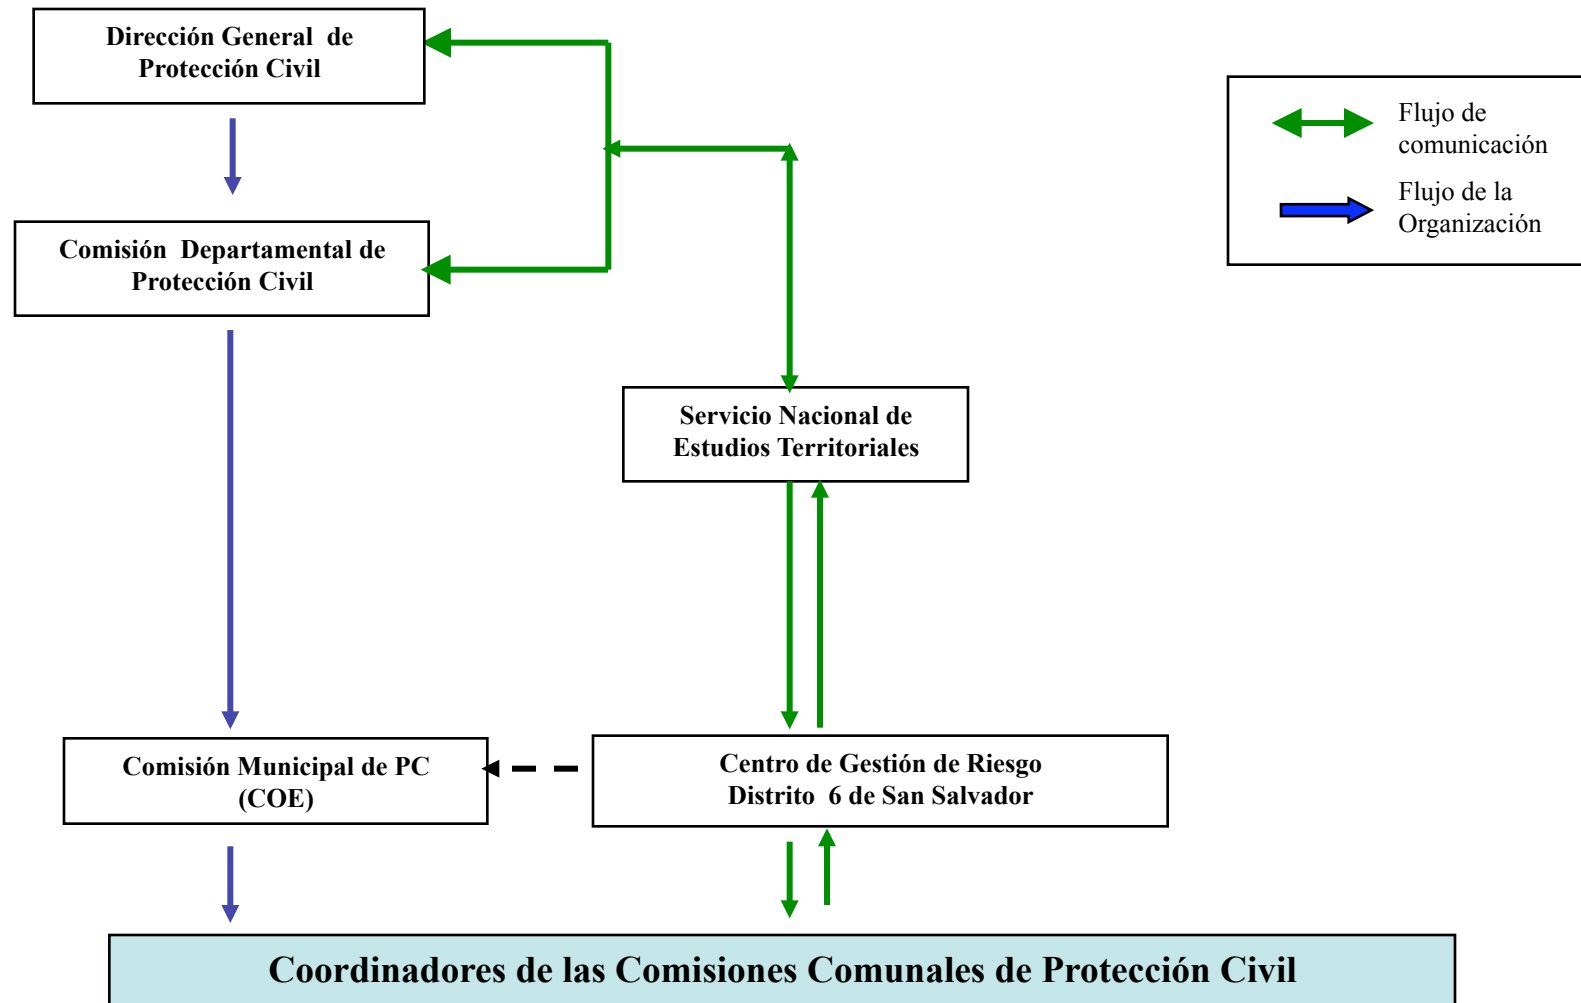 Dirección General de
Protección Civil
Flujo de
comunicación
Flujo de la
Organización
Comisión Departamental de
Protección Civil
Servicio Nacional de
Estudios Territoriales
Comisión Municipal de PC
(COE)
Centro de Gestión de Riesgo
Distrito 6 de San Salvador
Coordinadores de las Comisiones Comunales de Protección Civil